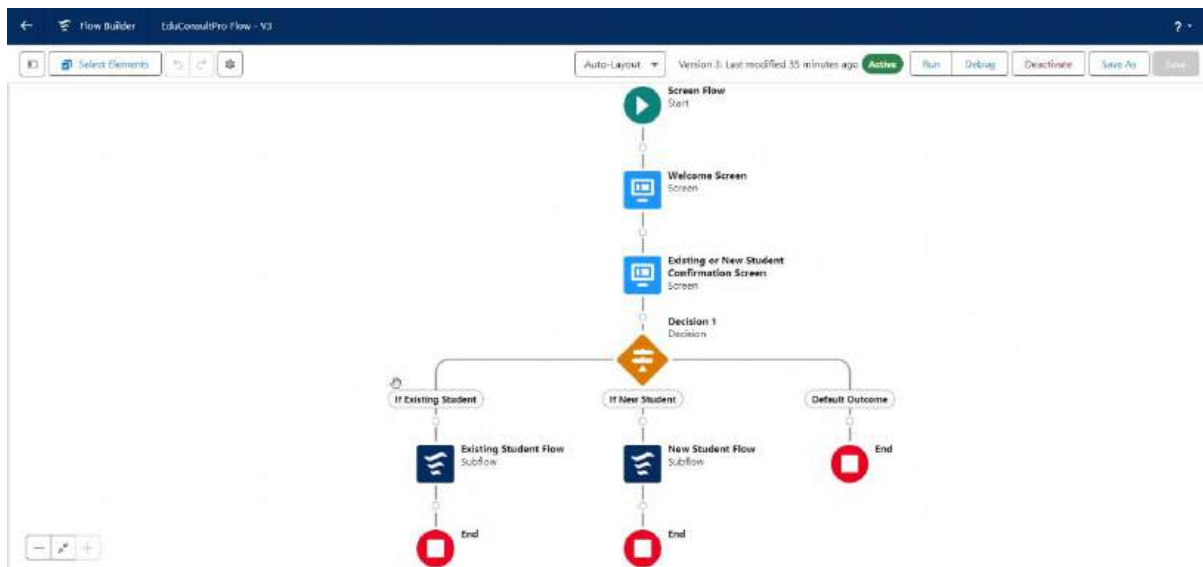 Flow Builder
EduConsultPro Flow - V3
?
Select Elements
Auto-Layout
Version 3: Last modified 35 minutes ago
Active
Run
Debug
Deactivate
Save As
Save
Screen Flow
Start
Welcome Screen
Screen
Existing or New Student
Confirmation Screen
Screen
Decision 1
Decision
If Existing Student
If New Student
Default Outcome
Existing Student Flow
Subflow
New Student Flow
Subflow
End
End
End